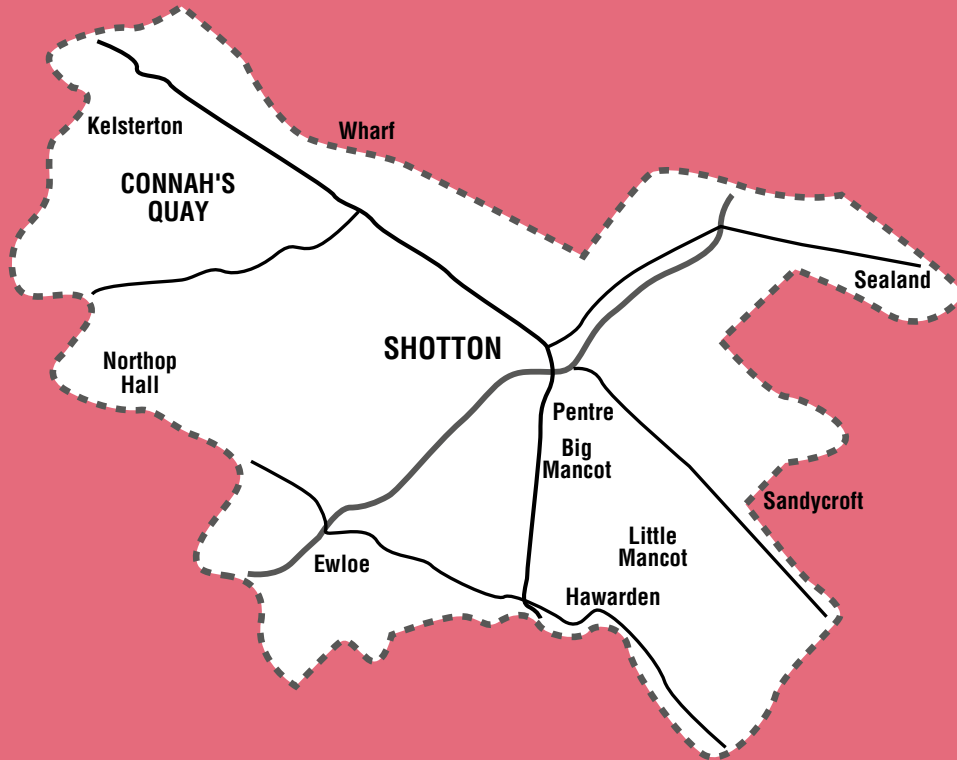 Kelsterton
Wharf
CONNAH'S
QUAY
Sealand
SHOTTON
Northop
Hall
Pentre
Big
Mancot
Sandycroft
Little
Mancot
Ewloe
Hawarden